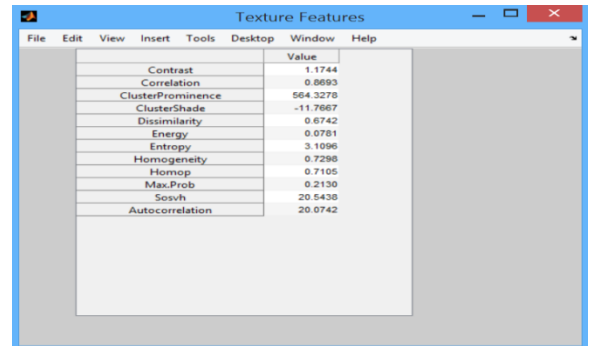 Texture Features
File Edit View Insert Tools Desktop Window Help
Value
Contrast 1.1744
Correlation 0.8693
ClusterProminence 564.3278
ClusterShade -11.7667
Dissimilarity 0.6742
Energy 0.0781
Entropy 3.1096
Homogeneity 0.7298
Homop 0.7105
Max.Prob 0.2130
Sosvh 20.5438
Autocorrelation 20.0742